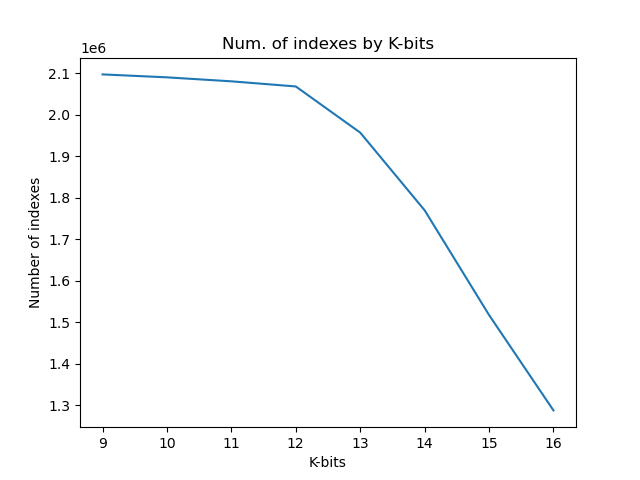 Num. of indexes by K-bits
1e6
2.1
2.0
1.9
1.8
1.7
1.6
1.5
1.4
1.3
Number of indexes
9 10 11 12 13 14 15 16
K-bits